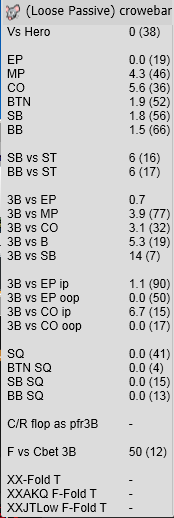 (Loose Passive) crowebar
Vs Hero 0 (38)
EP 0.0 (19)
MP 4.3 (46)
CO 5.6 (36)
BTN 1.9 (52)
SB 1.8 (56)
BB 1.5 (66)
SB vs ST 6 (16)
BB vs ST 6 (17)
3B vs EP 0.7
3B vs MP 3.9 (77)
3B vs CO 3.1 (32)
3B vs B 5.3 (19)
3B vs SB 14 (7)
3B vs EP ip 1.1 (90)
3B vs EP oop 0.0 (50)
3B vs CO ip 6.7 (15)
3B vs CO oop 0.0 (17)
SQ 0.0 (41)
BTN SQ 0.0 (4)
SB SQ 0.0 (15)
BB SQ 0.0 (13)
C/R flop as pfr3B -
F vs Cbet 3B 50 (12)
XX-Fold T -
XXAKQ F-Fold T -
XXJTLow F-Fold T -